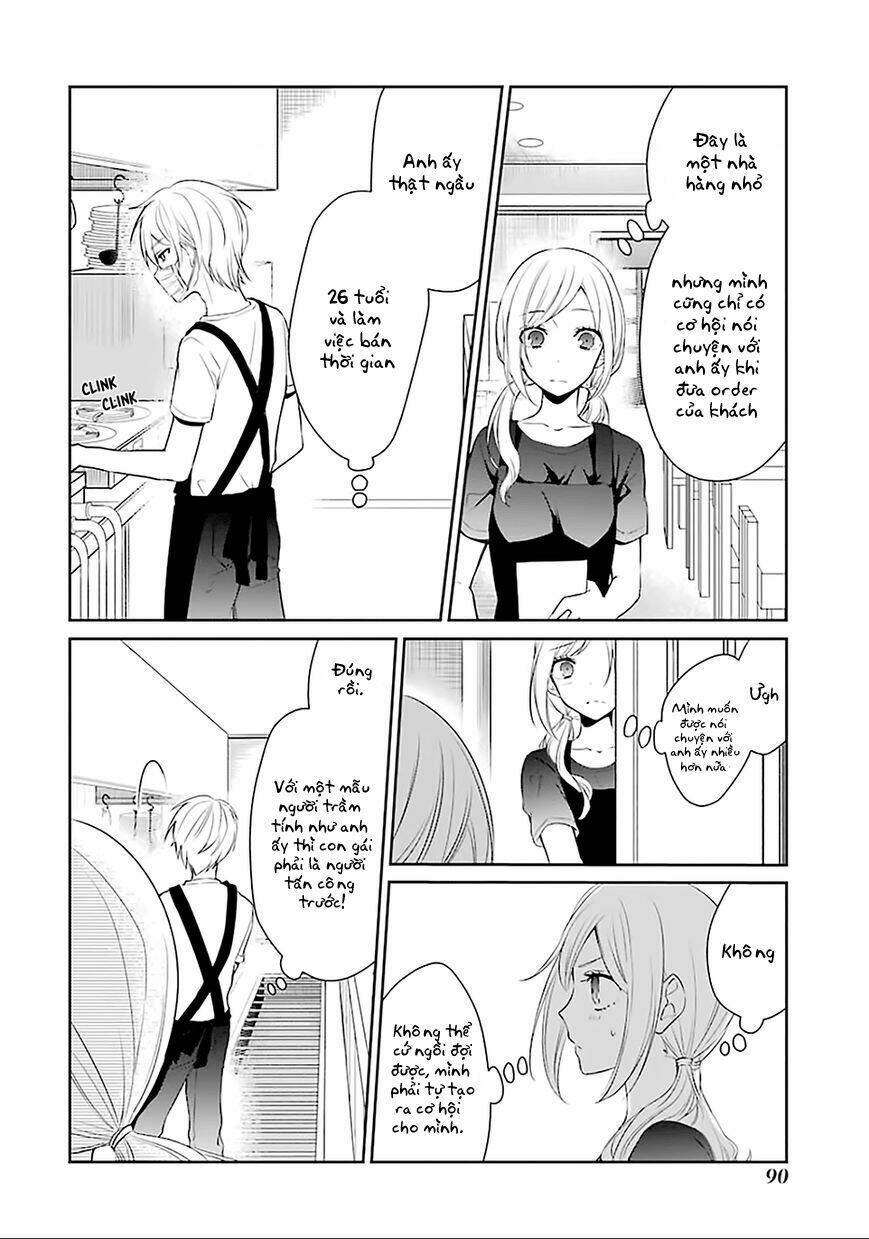 Đây là
một nhà
hàng nhỏ
nhưng mình
cũng chỉ có
cơ hội nói
chuyện với
anh ấy khi
đưa order
của khách
Anh ấy
thật ngầu
26 tuổi
và làm
việc bán
thời gian
CLINK
CLINK
Ưgh
Mình muốn
được nói
chuyện với
anh ấy nhiều
hơn nữa
Không
Không thể
cứ ngồi đợi
được, mình
phải tự tạo
ra cơ hội
cho mình.
Đúng
rồi.
Với một mẫu
người trầm
tính như anh
ấy thì con gái
phải là người
tấn công
trước!
90